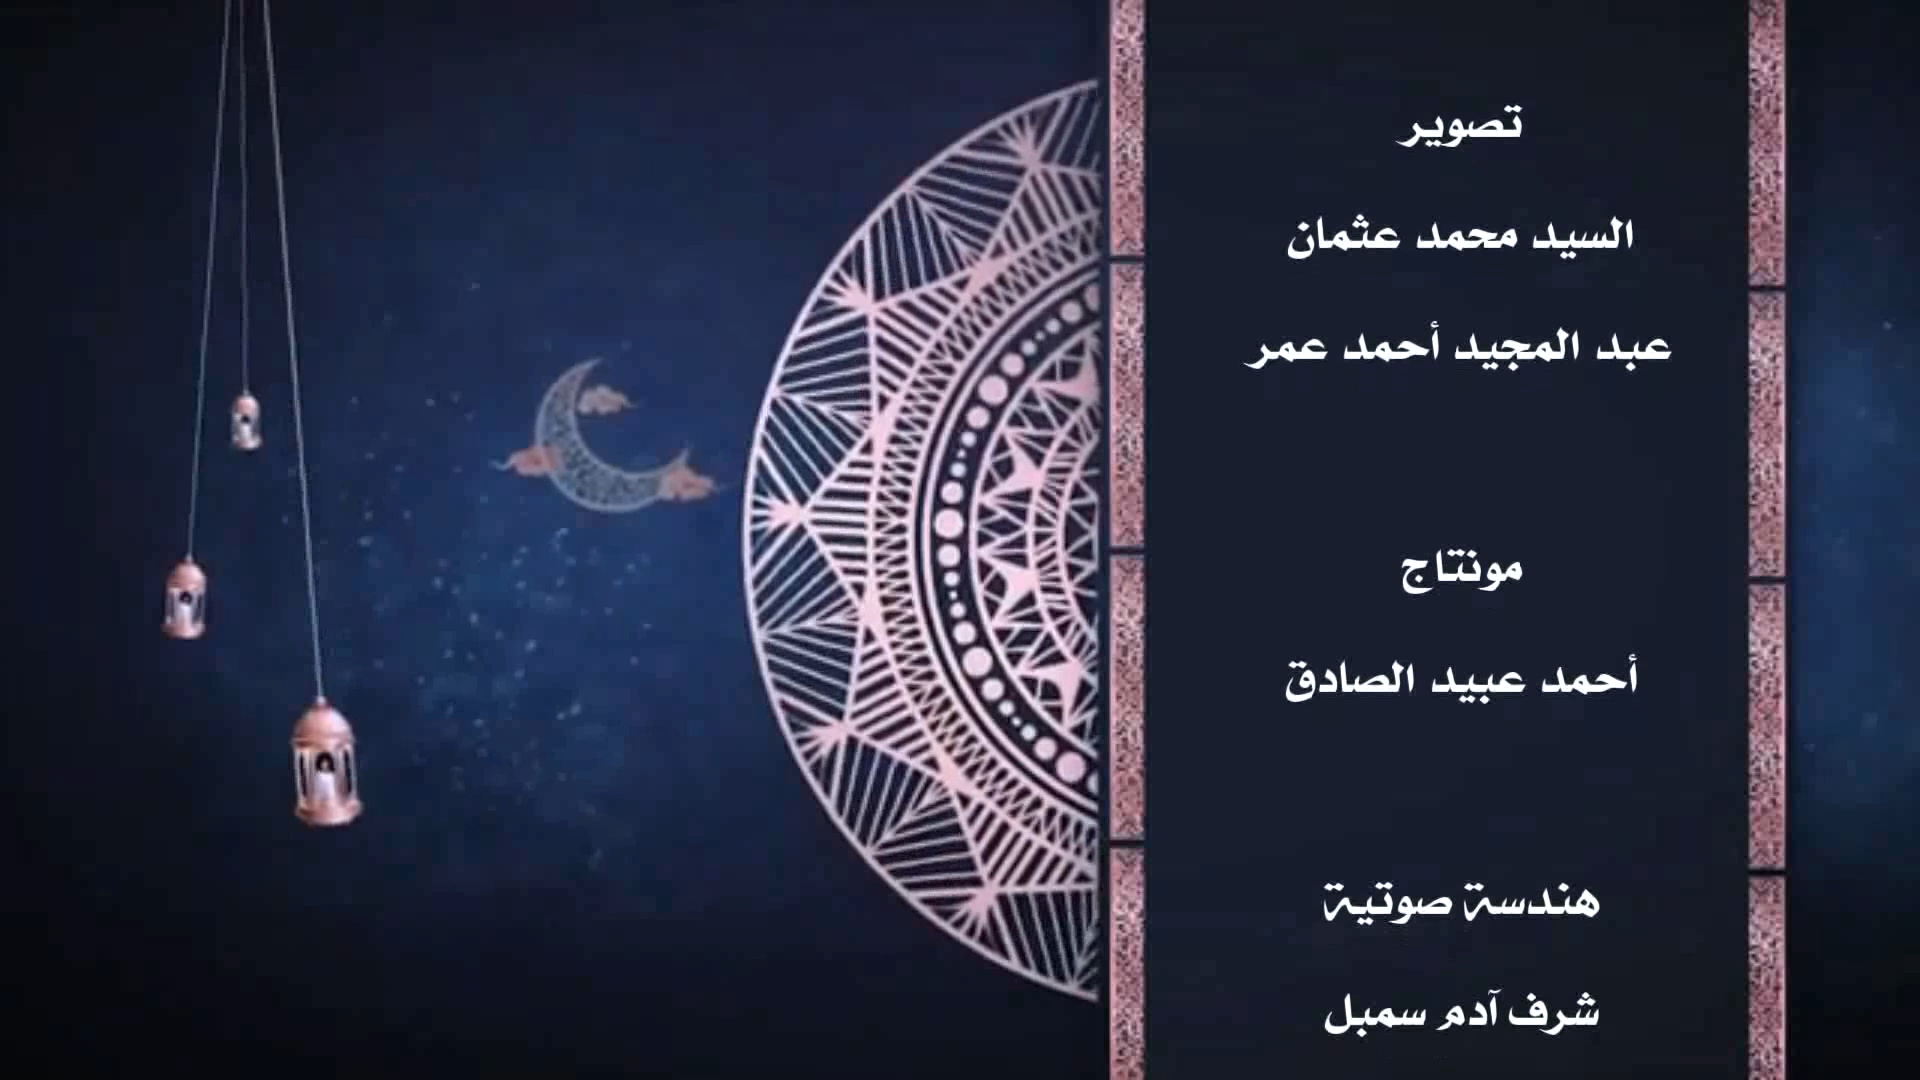 تصوير
السيد محمد عثمان
عبد المجيد أحمد عمر
مونتاج
أحمد عبيد الصادق
هندسة صوتية
شرف آدم سمبل